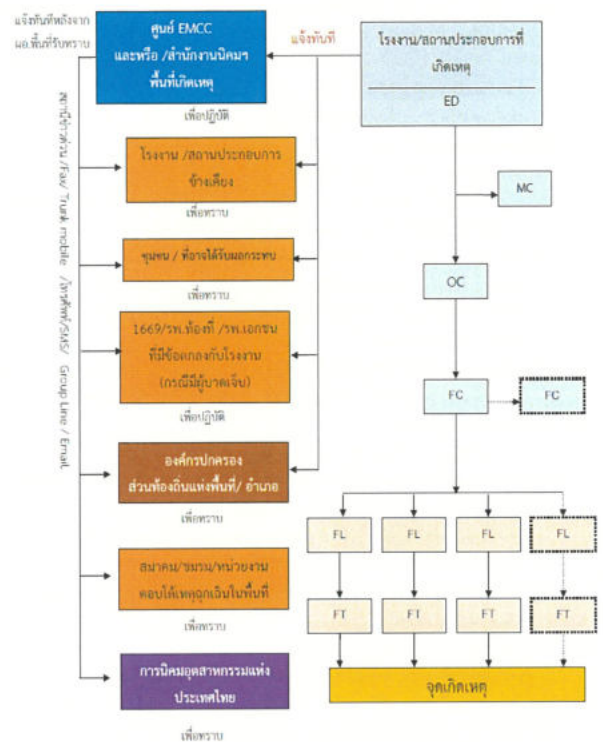 แจ้งทันทีหลังจาก
ผอ.พื้นที่รับทราบ
ศูนย์ EMCC
และหรือ /สำนักงานนิคมฯ
พื้นที่เกิดเหตุ
เพื่อปฏิบัติ
แจ้งทันที
โรงงาน/สถานประกอบการที่
เกิดเหตุ
ED
โรงงาน /สถานประกอบการ
ข้างเคียง
เพื่อทราบ
MC
ชุมชน / ที่อาจได้รับผลกระทบ
เพื่อทราบ
OC
1669/รพ.ท้องที่ /รพ.เอกชน
ที่มีข้อตกลงกับโรงงาน
(กรณีมีผู้บาดเจ็บ)
เพื่อปฏิบัติ
FC
FC
องค์กรปกครอง
ส่วนท้องถิ่นแห่งพื้นที่/ อำเภอ
เพื่อทราบ
FL FL FL FL
สมาคม/ชมรม/หน่วยงาน
ตอบโต้เหตุฉุกเฉินในพื้นที่
เพื่อทราบ
FT FT FT FT
การนิคมอุตสาหกรรมแห่ง
ประเทศไทย
เพื่อทราบ
จุดเกิดเหตุ
/Fax/ Trunk mobile /โทรศัพท์/SMS/ Group Line / Email